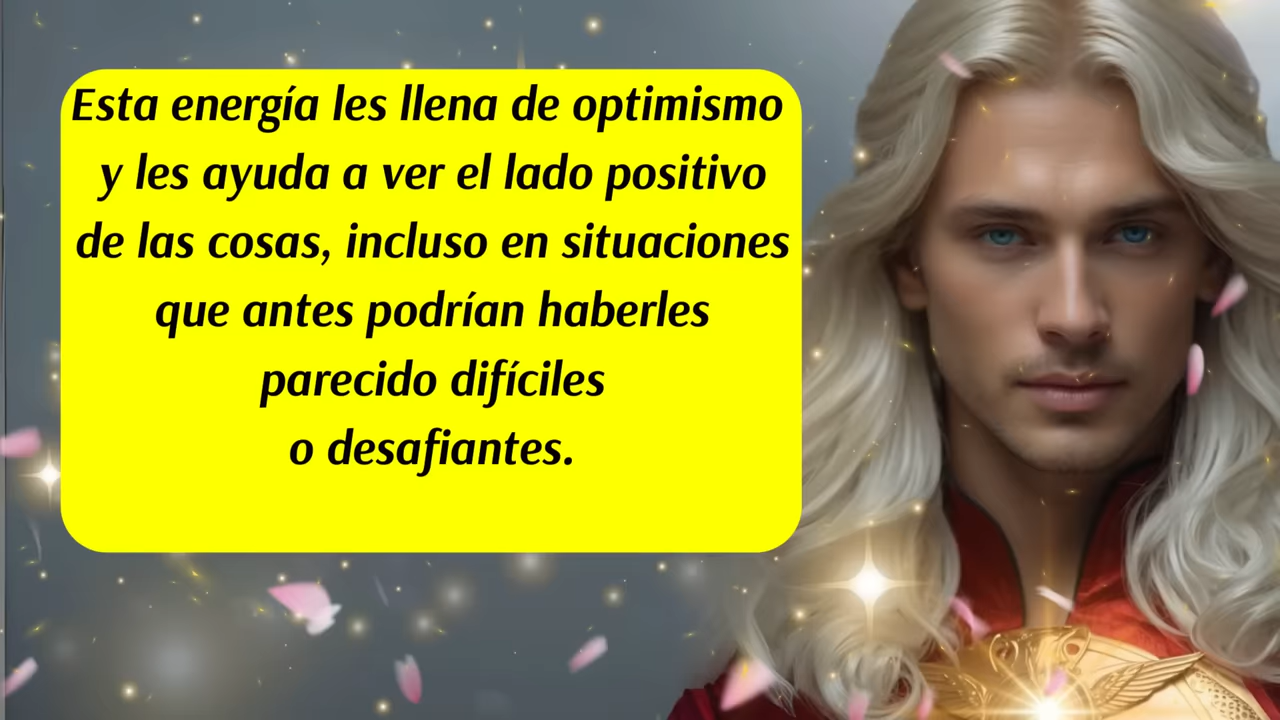 Esta energía les llena de optimismo
y les ayuda a ver el lado positivo
de las cosas, incluso en situaciones
que antes podrían haberles
parecido difíciles
o desafiantes.